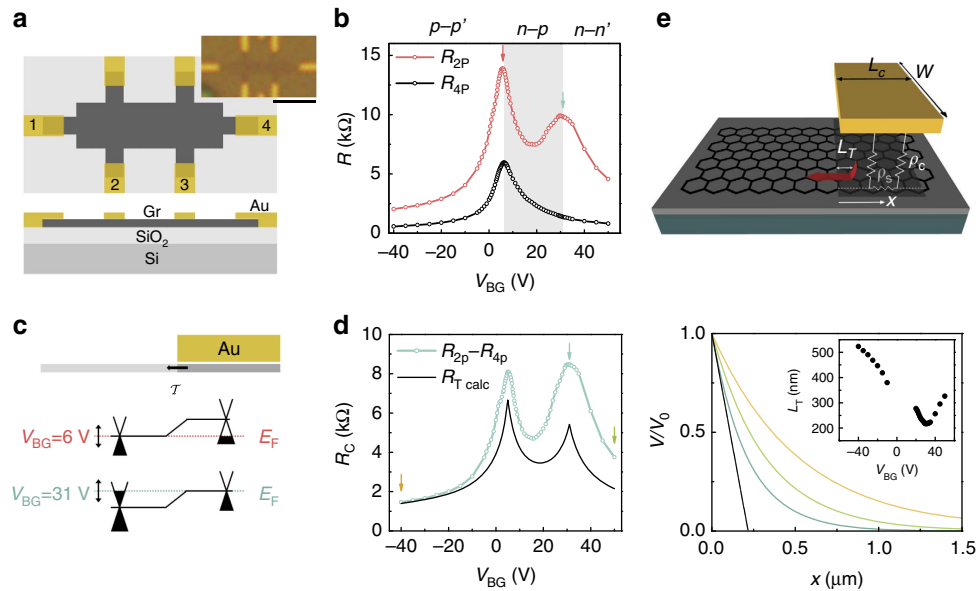 a
1
4
2
3
Gr
Au
SiO2
Si
b
p–p’
n–p
n–n’
R2P
R4P
15
10
5
0
R (kΩ)
−40
−20
0
20
40
VBG (V)
c
Au
𝒯
VBG=6 V
EF
VBG=31 V
EF
d
R2p–R4p
RT calc
10
8
6
4
2
0
RC (kΩ)
−40
−20
0
20
40
VBG (V)
e
Lc
W
LT
ρs
ρc
x
1.0
0.5
0.0
V/V0
0.0
0.5
1.0
1.5
x (μm)
500
400
300
200
LT (nm)
−40
0
40
VBG (V)